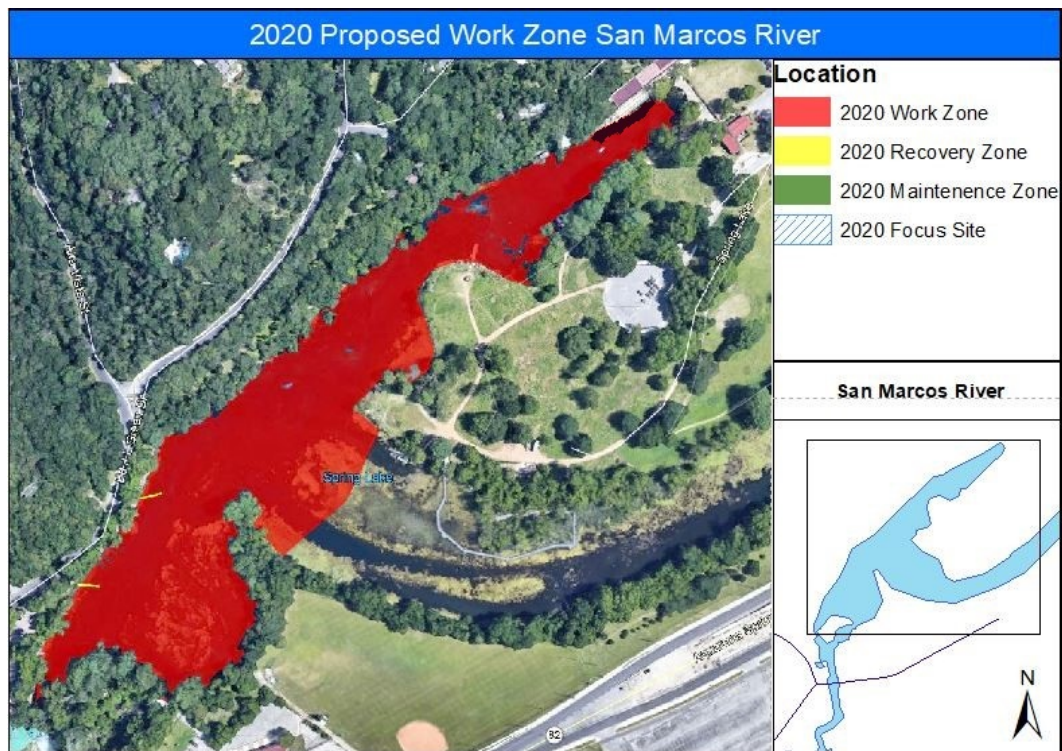 2020 Proposed Work Zone San Marcos River
Location
2020 Work Zone
2020 Recovery Zone
2020 Maintenence Zone
2020 Focus Site
Spring Lake
San Marcos River
82
N